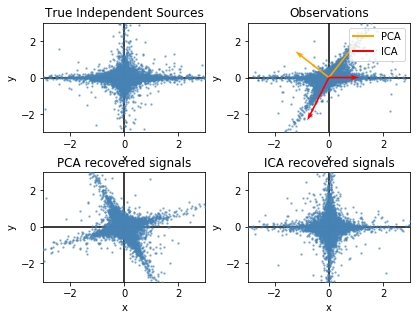 True Independent Sources
Observations
2
0
−2
y
−2
0
2
x
PCA
ICA
2
0
−2
y
−2
0
2
x
PCA recovered signals
ICA recovered signals
2
0
−2
y
−2
0
2
x
2
0
−2
y
−2
0
2
x